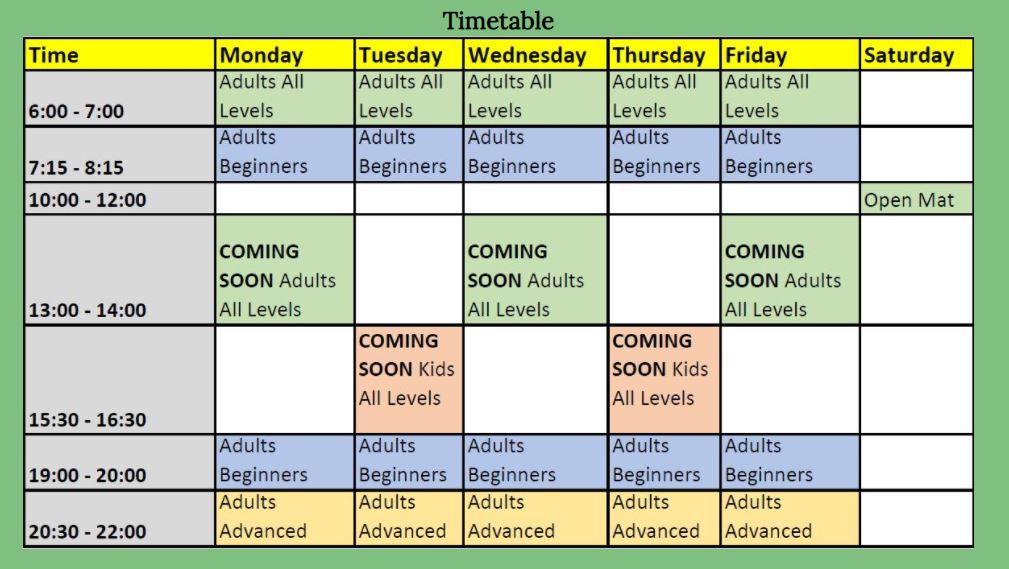 Timetable
Time Monday Tuesday Wednesday Thursday Friday Saturday
Adults All Adults All Adults All Adults All Adults All
6:00 - 7:00 Levels Levels Levels Levels Levels
Adults Adults Adults Adults Adults
7:15 - 8:15 Beginners Beginners Beginners Beginners Beginners
10:00 - 12:00 Open Mat
COMING COMING COMING
SOON Adults SOON Adults SOON Adults
13:00 - 14:00 All Levels All Levels All Levels
COMING COMING
SOON Kids SOON Kids
All Levels All Levels
15:30 - 16:30
Adults Adults Adults Adults Adults
19:00 - 20:00 Beginners Beginners Beginners Beginners Beginners
Adults Adults Adults Adults Adults
20:30 - 22:00 Advanced Advanced Advanced Advanced Advanced